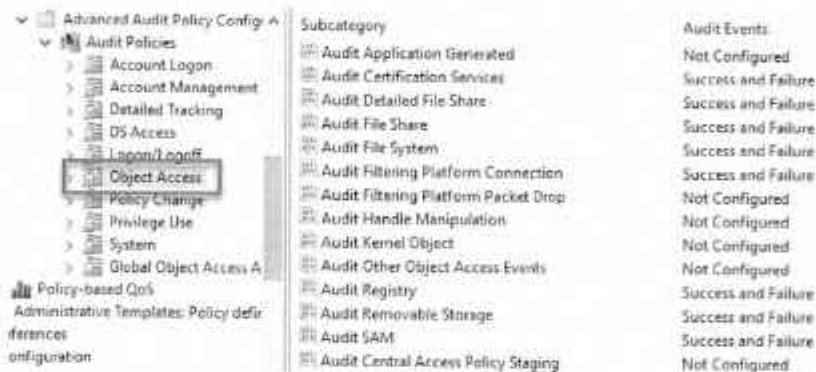 Advanced Audit Policy Config
Audit Policies
Account Logon
Account Management
Detailed Tracking
DS Access
Logon/Logoff
Object Access
Policy Change
Privilege Use
System
Global Object Access A
Policy-based QoS
Administrative Templates: Policy defir
ferences
onfiguration
Subcategory Audit Events
Audit Application Generated Not Configured
Audit Certification Services Success and Failure
Audit Detailed File Share Success and Failure
Audit File Share Success and Failure
Audit File System Success and Failure
Audit Filtering Platform Connection Success and Failure
Audit Filtering Platform Packet Drop Not Configured
Audit Handle Manipulation Not Configured
Audit Kernel Object Not Configured
Audit Other Object Access Events Not Configured
Audit Registry Success and Failure
Audit Removable Storage Success and Failure
Audit SAM Success and Failure
Audit Central Access Policy Staging Not Configured